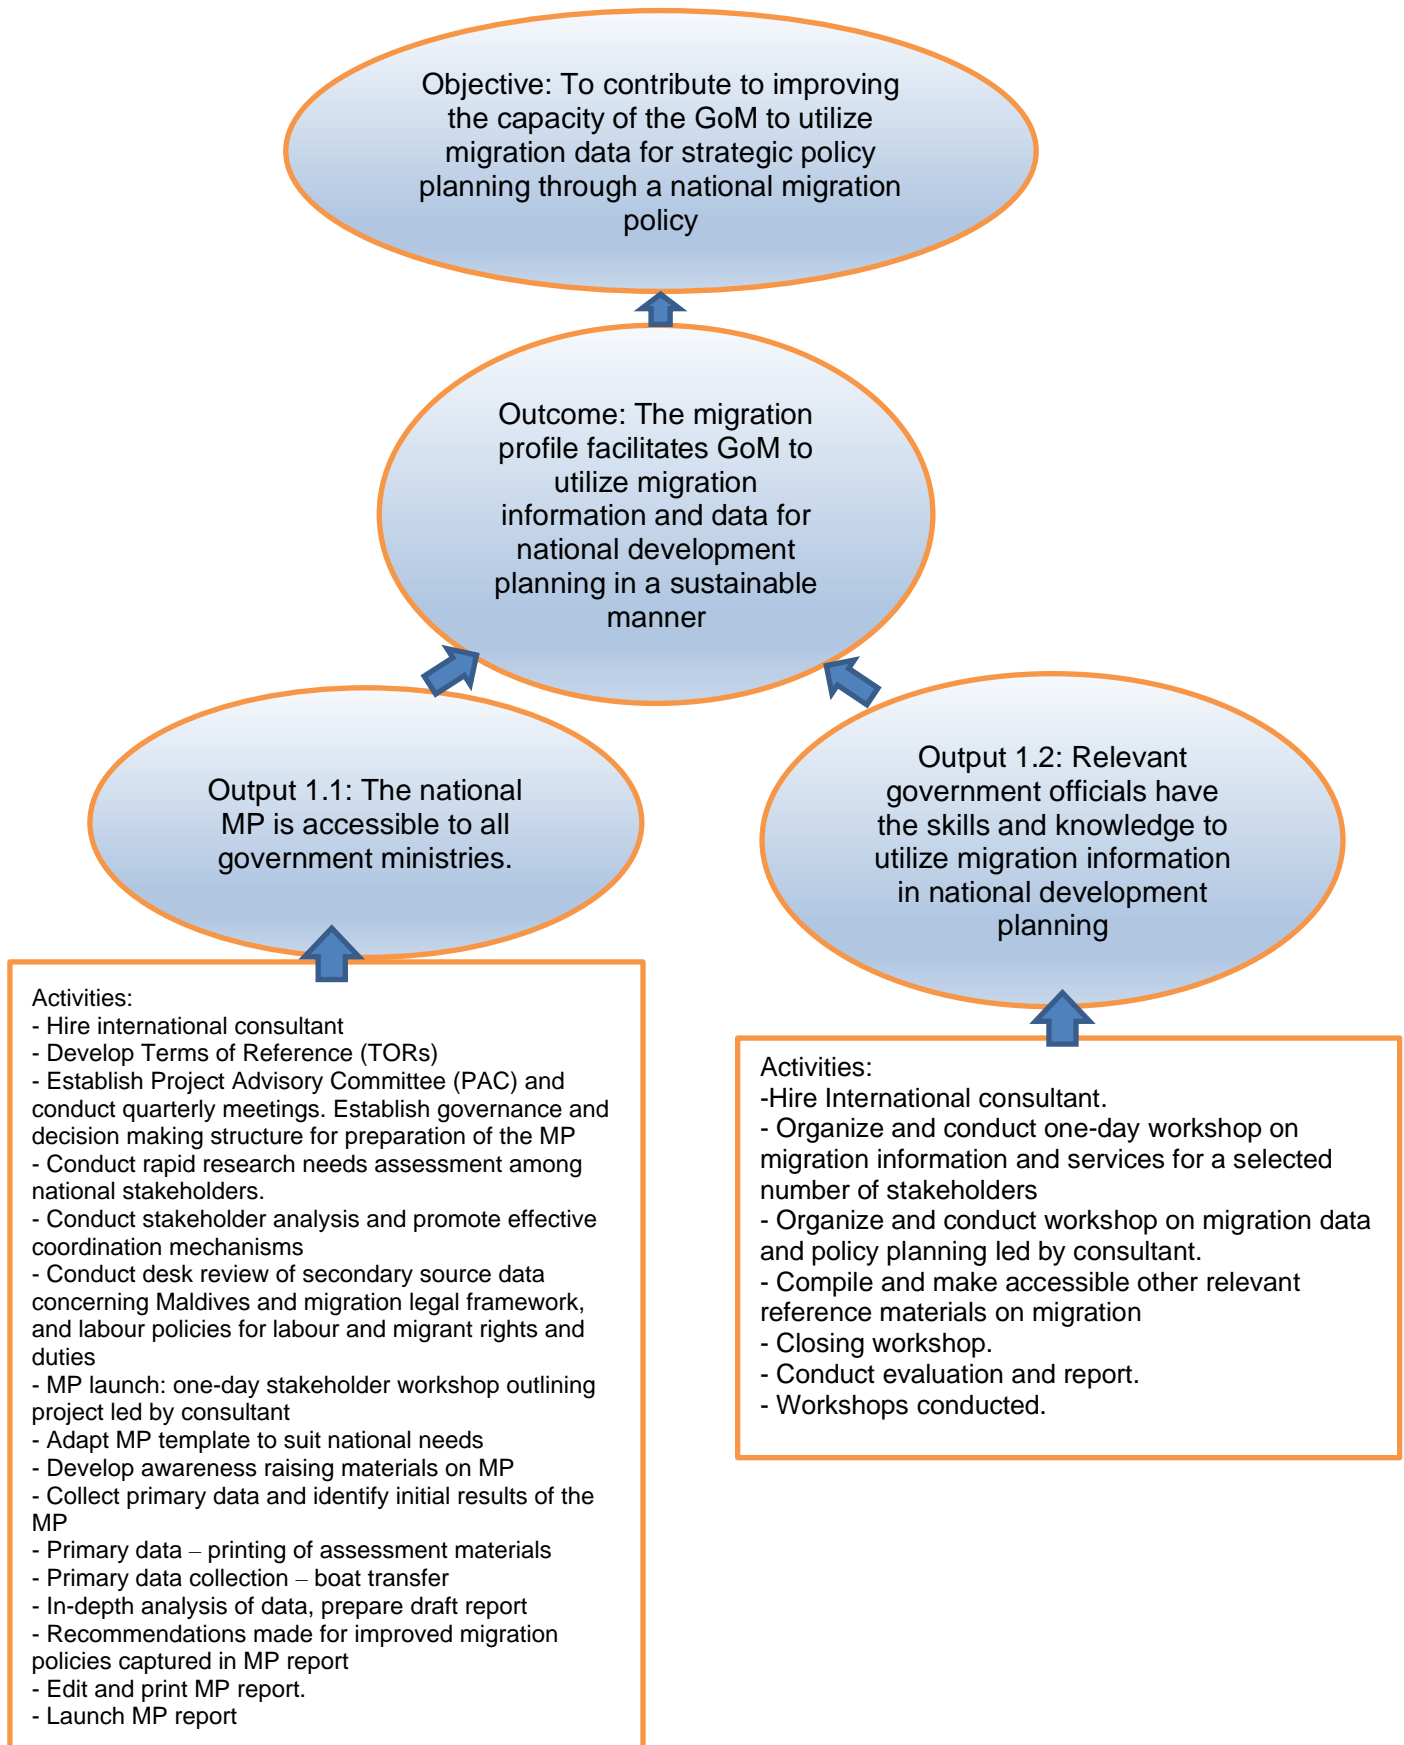 Objective: To contribute to improving
the capacity of the GoM to utilize
migration data for strategic policy
planning through a national migration
policy
Outcome: The migration
profile facilitates GoM to
utilize migration
information and data for
national development
planning in a sustainable
manner
Output 1.1: The national
MP is accessible to all
government ministries.
Output 1.2: Relevant
government officials have
the skills and knowledge to
utilize migration information
in national development
planning
Activities:
- Hire international consultant
- Develop Terms of Reference (TORs)
- Establish Project Advisory Committee (PAC) and
conduct quarterly meetings. Establish governance and
decision making structure for preparation of the MP
- Conduct rapid research needs assessment among
national stakeholders.
- Conduct stakeholder analysis and promote effective
coordination mechanisms
- Conduct desk review of secondary source data
concerning Maldives and migration legal framework,
and labour policies for labour and migrant rights and
duties
- MP launch: one-day stakeholder workshop outlining
project led by consultant
- Adapt MP template to suit national needs
- Develop awareness raising materials on MP
- Collect primary data and identify initial results of the
MP
- Primary data – printing of assessment materials
- Primary data collection – boat transfer
- In-depth analysis of data, prepare draft report
- Recommendations made for improved migration
policies captured in MP report
- Edit and print MP report.
- Launch MP report
Activities:
-Hire International consultant.
- Organize and conduct one-day workshop on
migration information and services for a selected
number of stakeholders
- Organize and conduct workshop on migration data
and policy planning led by consultant.
- Compile and make accessible other relevant
reference materials on migration
- Closing workshop.
- Conduct evaluation and report.
- Workshops conducted.